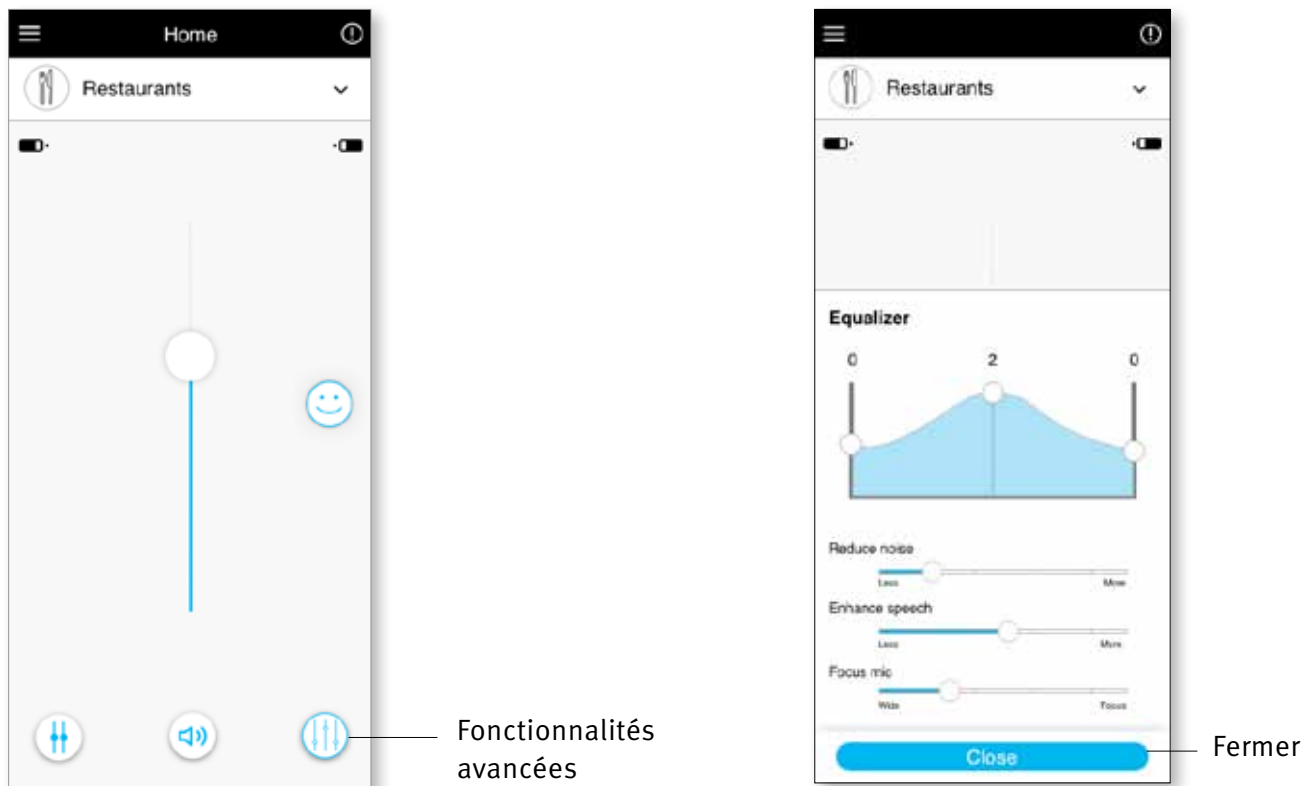 Home
Restaurants
Fonctionnalités
avancées
Restaurants
Equalizer
0 2 0
Reduce noise
Less More
Enhance speech
Less More
Focus mic
Wide Focus
Close
Fermer